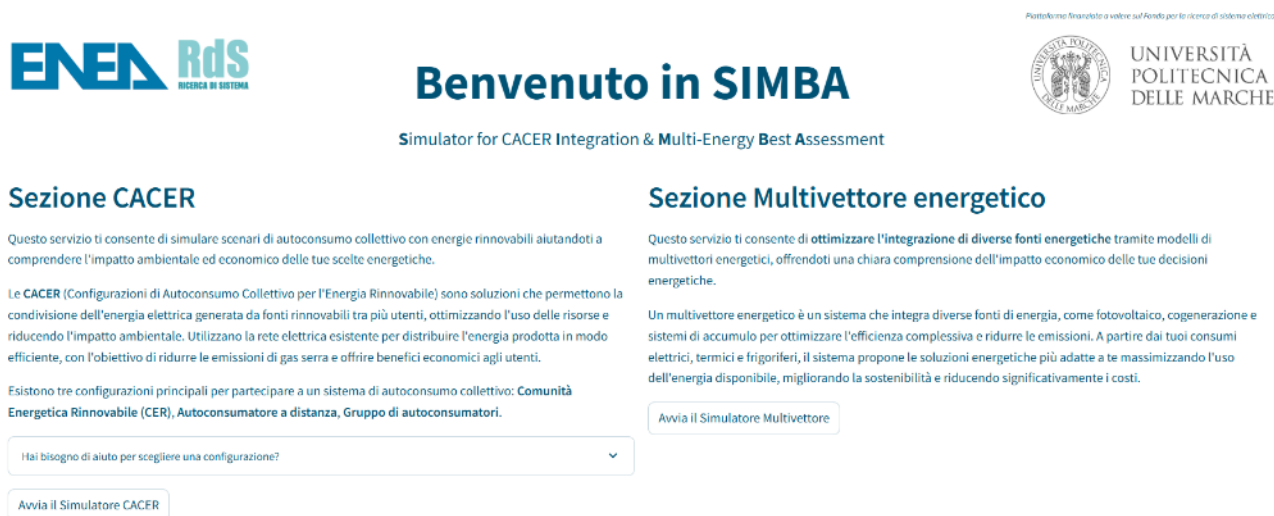 Piattaforma finanziata a valere sul Fondo per la ricerca di sistema elettrico
ENEA
RdS
RICERCA DI SISTEMA
Benvenuto in SIMBA
UNIVERSITÀ
POLITECNICA
DELLE MARCHE
UNIVERSITÀ POLITECNICA
DELLE MARCHE
Simulator for CACER Integration & Multi-Energy Best Assessment
Sezione CACER
Questo servizio ti consente di simulare scenari di autoconsumo collettivo con energie rinnovabili aiutandoti a
comprendere l'impatto ambientale ed economico delle tue scelte energetiche.
Le CACER (Configurazioni di Autoconsumo Collettivo per l'Energia Rinnovabile) sono soluzioni che permettono la
condivisione dell'energia elettrica generata da fonti rinnovabili tra più utenti, ottimizzando l'uso delle risorse e
riducendo l'impatto ambientale. Utilizzano la rete elettrica esistente per distribuire l'energia prodotta in modo
efficiente, con l'obiettivo di ridurre le emissioni di gas serra e offrire benefici economici agli utenti.
Esistono tre configurazioni principali per partecipare a un sistema di autoconsumo collettivo: Comunità
Energetica Rinnovabile (CER), Autoconsumatore a distanza, Gruppo di autoconsumatori.
Hai bisogno di aiuto per scegliere una configurazione?
Avvia il Simulatore CACER
Sezione Multivettore energetico
Questo servizio ti consente di ottimizzare l'integrazione di diverse fonti energetiche tramite modelli di
multivettori energetici, offrendoti una chiara comprensione dell'impatto economico delle tue decisioni
energetiche.
Un multivettore energetico è un sistema che integra diverse fonti di energia, come fotovoltaico, cogenerazione e
sistemi di accumulo per ottimizzare l'efficienza complessiva e ridurre le emissioni. A partire dai tuoi consumi
elettrici, termici e frigoriferi, il sistema propone le soluzioni energetiche più adatte a te massimizzando l'uso
dell'energia disponibile, migliorando la sostenibilità e riducendo significativamente i costi.
Avvia il Simulatore Multivettore